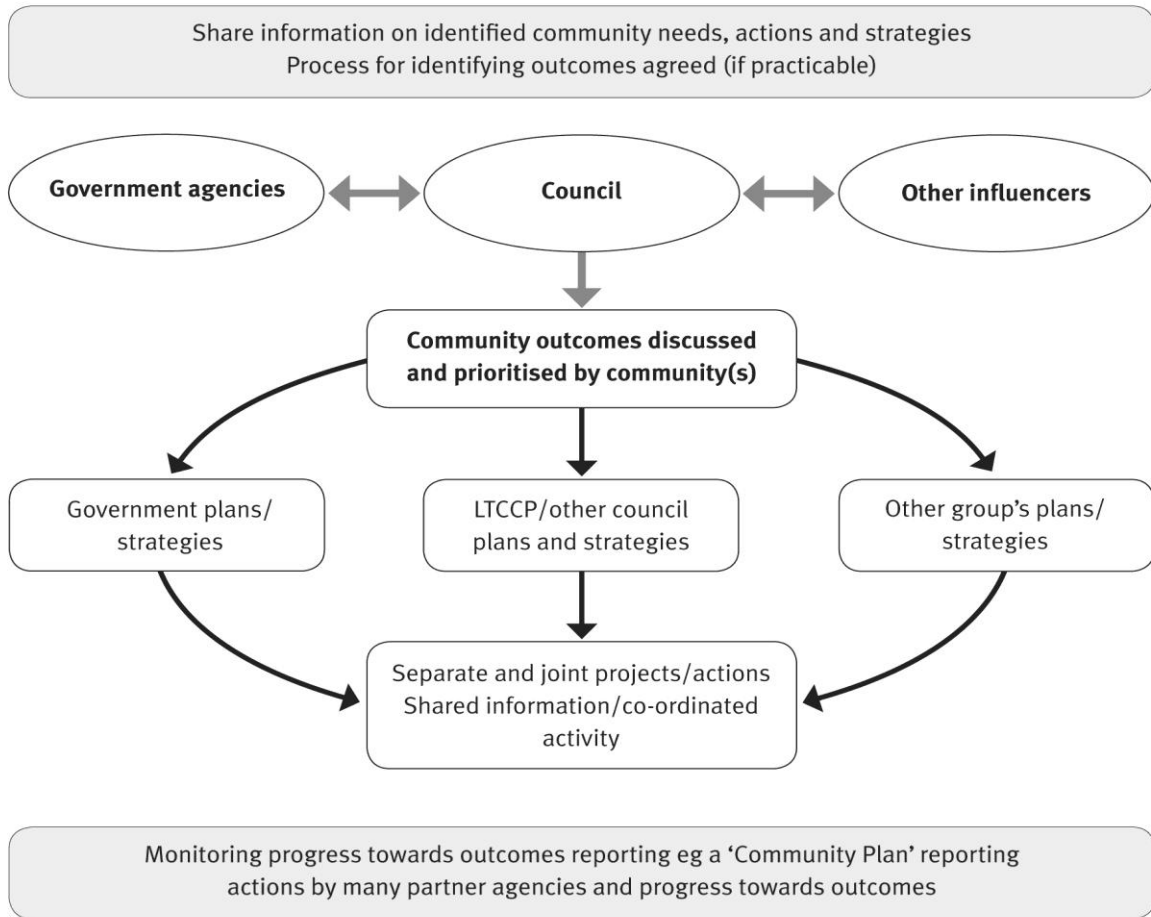 Share information on identified community needs, actions and strategies
Process for identifying outcomes agreed (if practicable)
Government agencies
Council
Other influencers
Community outcomes discussed
and prioritised by community(s)
Government plans/
strategies
LTCCP/other council
plans and strategies
Other group's plans/
strategies
Separate and joint projects/actions
Shared information/co-ordinated
activity
Monitoring progress towards outcomes reporting eg a ‘Community Plan’ reporting
actions by many partner agencies and progress towards outcomes